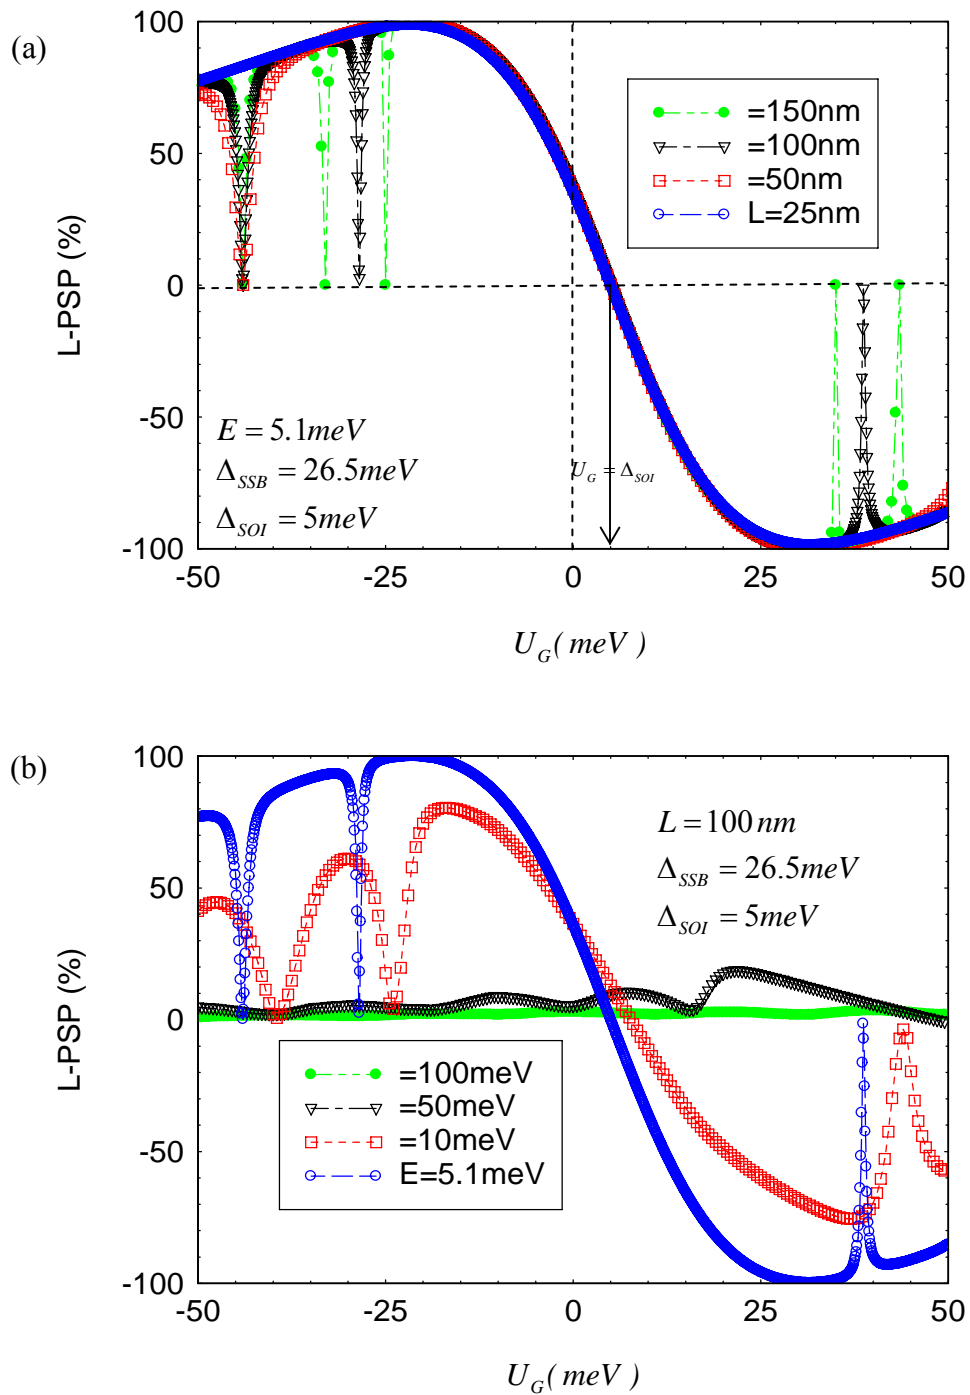 (a)
100
50
0
-50
-100
L-PSP (%)
=150nm
=100nm
=50nm
L=25nm
E = 5.1meV
Δ_SSB = 26.5meV
Δ_SOI = 5meV
U_G = Δ_SOI
-50 -25 0 25 50
U_G( meV )
(b)
100
50
0
-50
-100
L-PSP (%)
L = 100 nm
Δ_SSB = 26.5meV
Δ_SOI = 5meV
=100meV
=50meV
=10meV
E=5.1meV
-50 -25 0 25 50
U_G( meV )